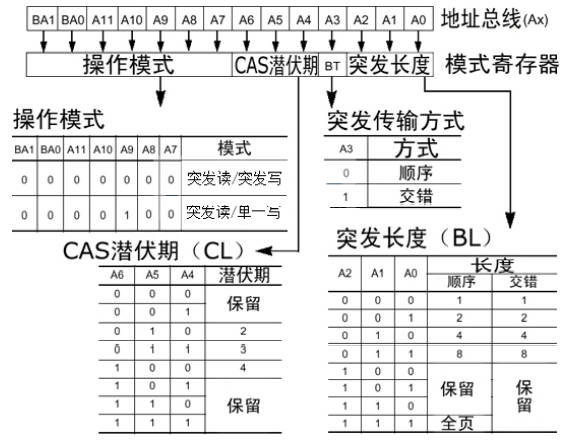 BA1 BA0 A11 A10 A9 A8 A7 A6 A5 A4 A3 A2 A1 A0 地址总线(Ax)
操作模式 CAS潜伏期 BT 突发长度 模式寄存器
操作模式
BA1 BA0 A11 A10 A9 A8 A7 模式
0 0 0 0 0 0 0 突发读/突发写
0 0 0 0 1 0 0 突发读/单一写
突发传输方式
A3 方式
0 顺序
1 交错
CAS潜伏期（CL）
A6 A5 A4 潜伏期
0 0 0 保留
0 0 1
0 1 0 2
0 1 1 3
1 0 0 4
1 0 1 保留
1 1 0
1 1 1
突发长度（BL）
A2 A1 A0 长度
顺序 交错
0 0 0 1 1
0 0 1 2 2
0 1 0 4 4
0 1 1 8 8
1 0 0 保留 保留
1 0 1
1 1 0
1 1 1 全页